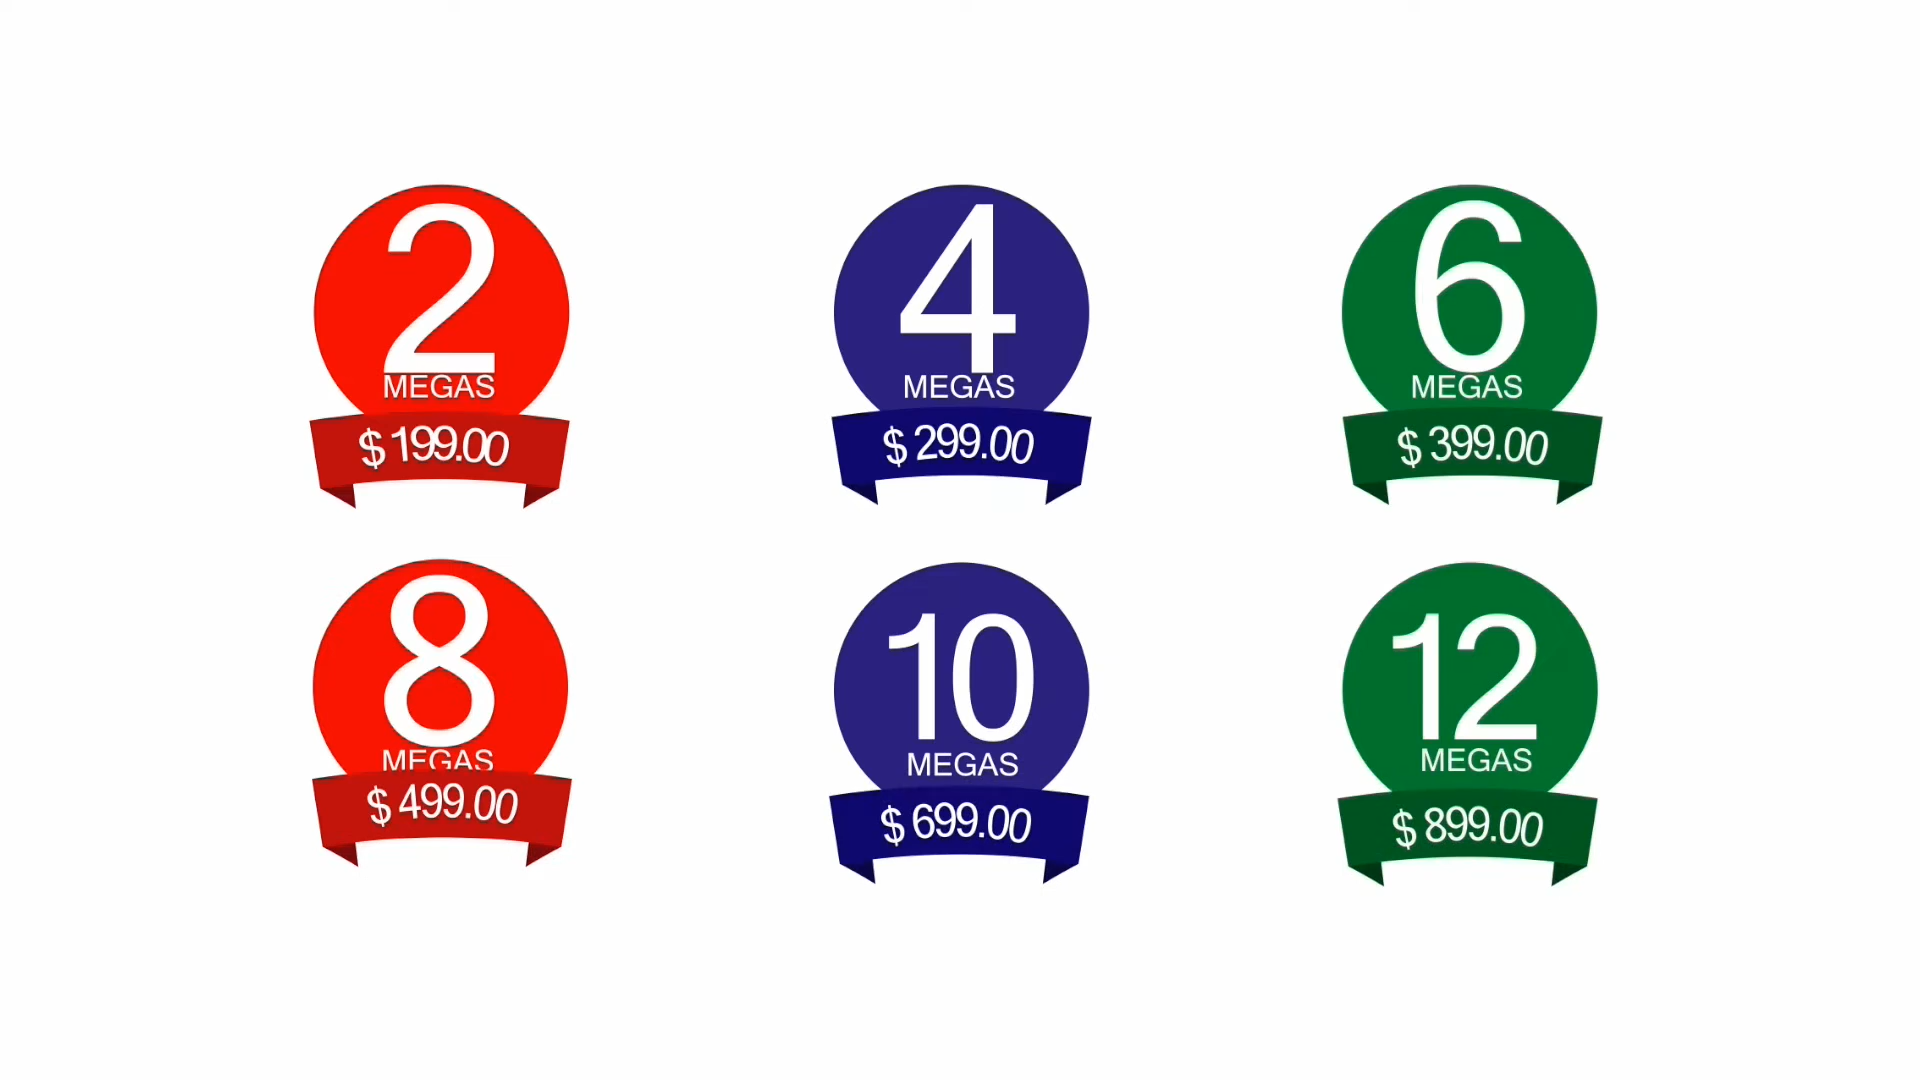 2
MEGAS
$ 199.00
4
MEGAS
$ 299.00
6
MEGAS
$ 399.00
8
MEGAS
$ 499.00
10
MEGAS
$ 699.00
12
MEGAS
$ 899.00